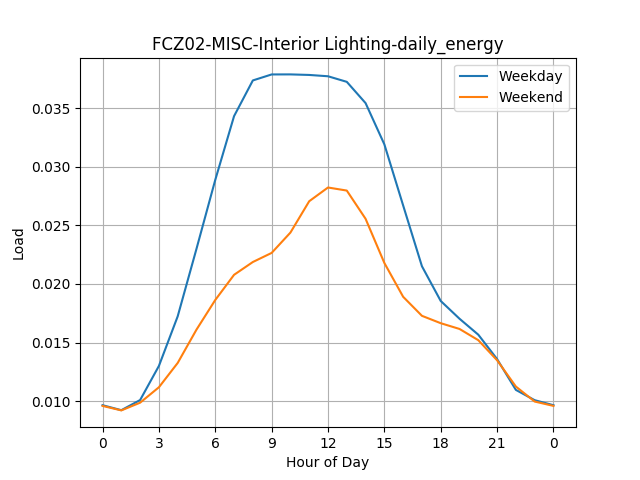 FCZ02-MISC-Interior Lighting-daily_energy
Weekday
Weekend
0.035
0.030
0.025
0.020
0.015
0.010
Load
0 3 6 9 12 15 18 21 0
Hour of Day